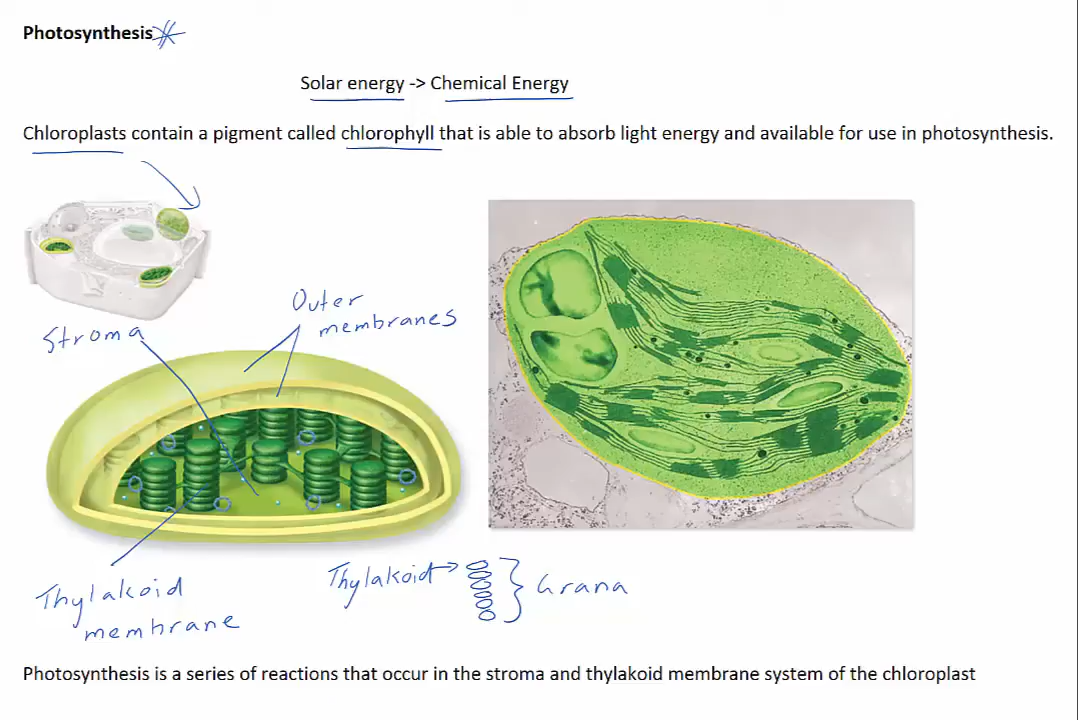 Photosynthesis
Solar energy -> Chemical Energy
Chloroplasts contain a pigment called chlorophyll that is able to absorb light energy and available for use in photosynthesis.
Outer
membranes
Stroma
Thylakoid
membrane
Thylakoid
Grana
Photosynthesis is a series of reactions that occur in the stroma and thylakoid membrane system of the chloroplast